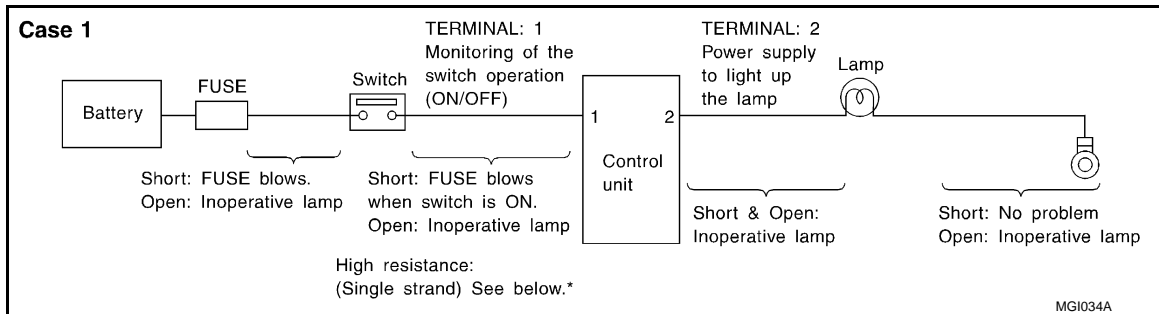 Case 1
TERMINAL: 1
Monitoring of the
switch operation
(ON/OFF)
TERMINAL: 2
Power supply
to light up
the lamp
Battery
FUSE
Switch
Lamp
1
2
Control
unit
Short: FUSE blows.
Open: Inoperative lamp
Short: FUSE blows
when switch is ON.
Open: Inoperative lamp
Short & Open:
Inoperative lamp
Short: No problem
Open: Inoperative lamp
High resistance:
(Single strand) See below.*
MGI034A